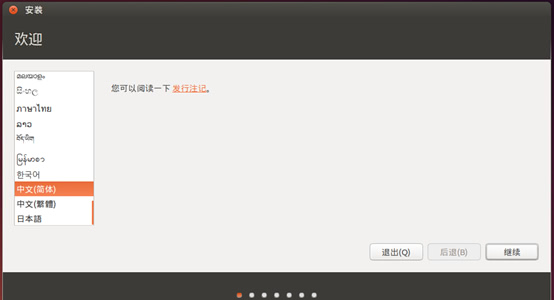 安装
欢迎
മലയാളം
සිංහල
ภาษาไทย
ລາວ
བོད་ཡིག
မြန်မာစာ
한국어
中文(简体)
中文(繁體)
日本語
您可以阅读一下 发行注记。
退出(Q)
后退(B)
继续